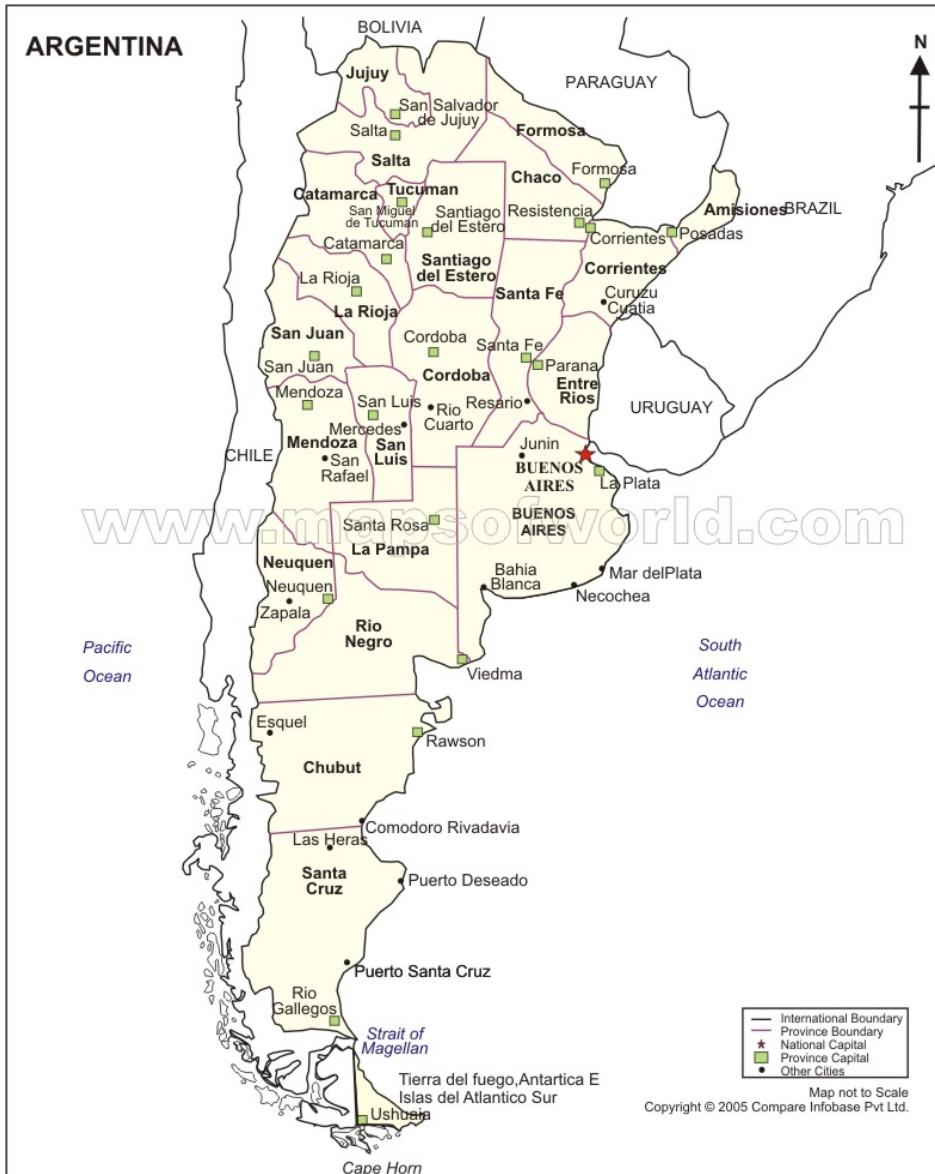 ARGENTINA
BOLIVIA
N
PARAGUAY
Jujuy
San Salvador
de Jujuy
Salta
Salta
Formosa
Formosa
Chaco
Catamarca
Tucuman
San Miguel
de Tucuman
Santiago
del Estero
Resistencia
Corrientes
Posadas
Amisiones
BRAZIL
Catamarca
Santiago
del Estero
Corrientes
La Rioja
La Rioja
Santa Fe
Curuzu
Cuatia
San Juan
San Juan
Cordoba
Cordoba
Santa Fe
Parana
Entre
Rios
Mendoza
San Luis
Rio
Cuarto
Resario
URUGUAY
Mercedes
Mendoza
San
Luis
CHILE
San
Rafael
Junin
BUENOS
AIRES
La Plata
BUENOS
AIRES
www.mapsofworld.com
Santa Rosa
La Pampa
Neuquen
Neuquen
Zapala
Bahia
Blanca
Mar delPlata
Necochea
Rio
Negro
Pacific
Ocean
South
Atlantic
Ocean
Viedma
Esquel
Rawson
Chubut
Comodoro Rivadavia
Las Heras
Santa
Cruz
Puerto Deseado
Puerto Santa Cruz
Rio
Gallegos
Strait of
Magellan
Tierra del fuego,Antartica E
Islas del Atlantico Sur
Ushuaia
Cape Horn
International Boundary
Province Boundary
National Capital
Province Capital
Other Cities
Map not to Scale
Copyright © 2005 Compare Infobase Pvt Ltd.